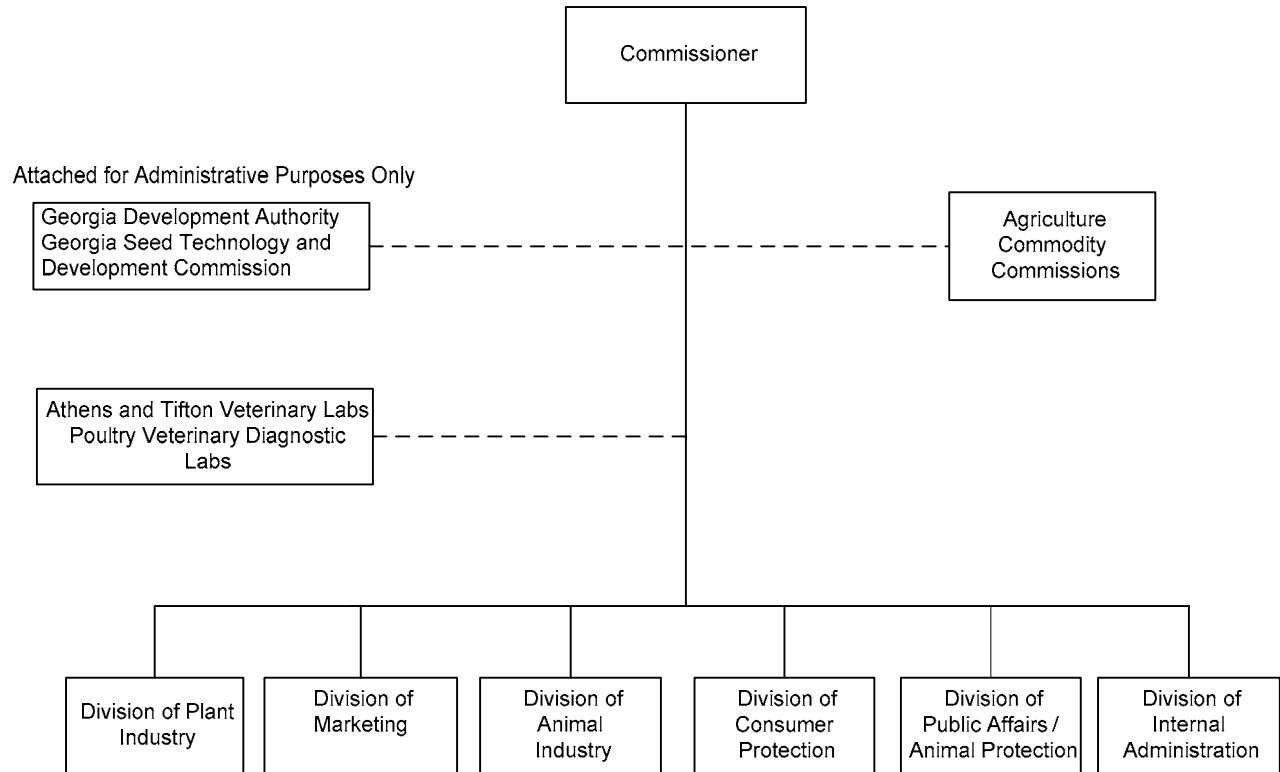 Commissioner
Attached for Administrative Purposes Only
Georgia Development Authority
Georgia Seed Technology and
Development Commission
Agriculture
Commodity
Commissions
Athens and Tifton Veterinary Labs
Poultry Veterinary Diagnostic
Labs
Division of Plant
Industry
Division of
Marketing
Division of
Animal
Industry
Division of
Consumer
Protection
Division of
Public Affairs /
Animal Protection
Division of
Internal
Administration